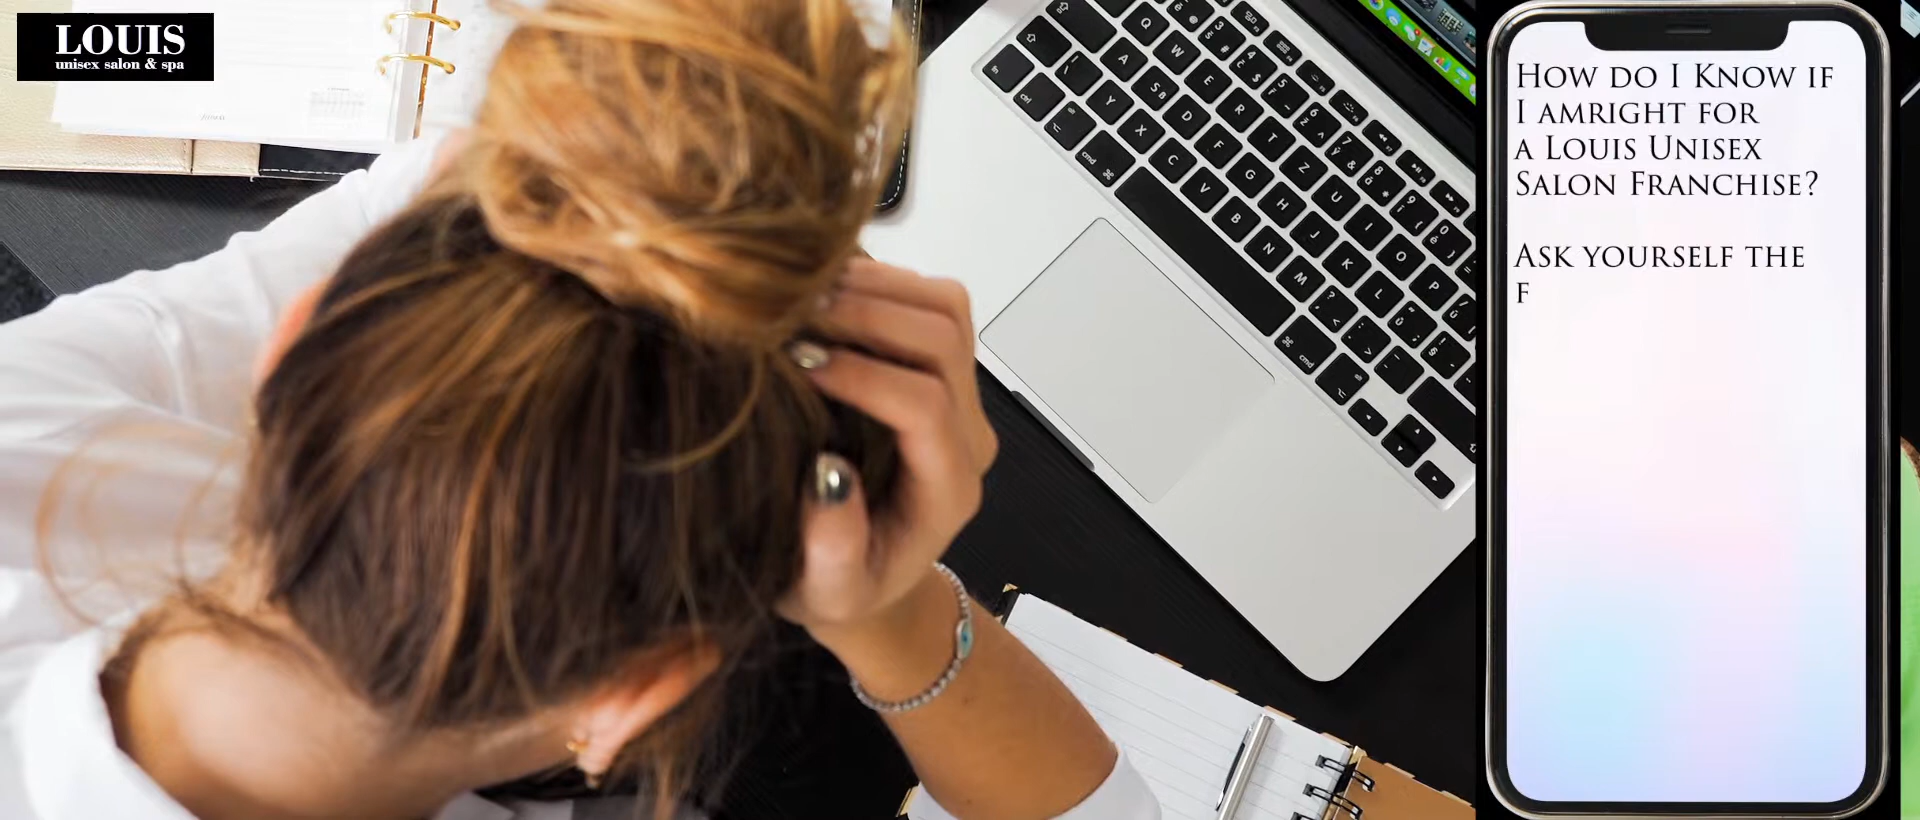 LOUIS
unisex salon & spa
How do I Know if
I amright for
a Louis Unisex
Salon Franchise?
Ask yourself the
f